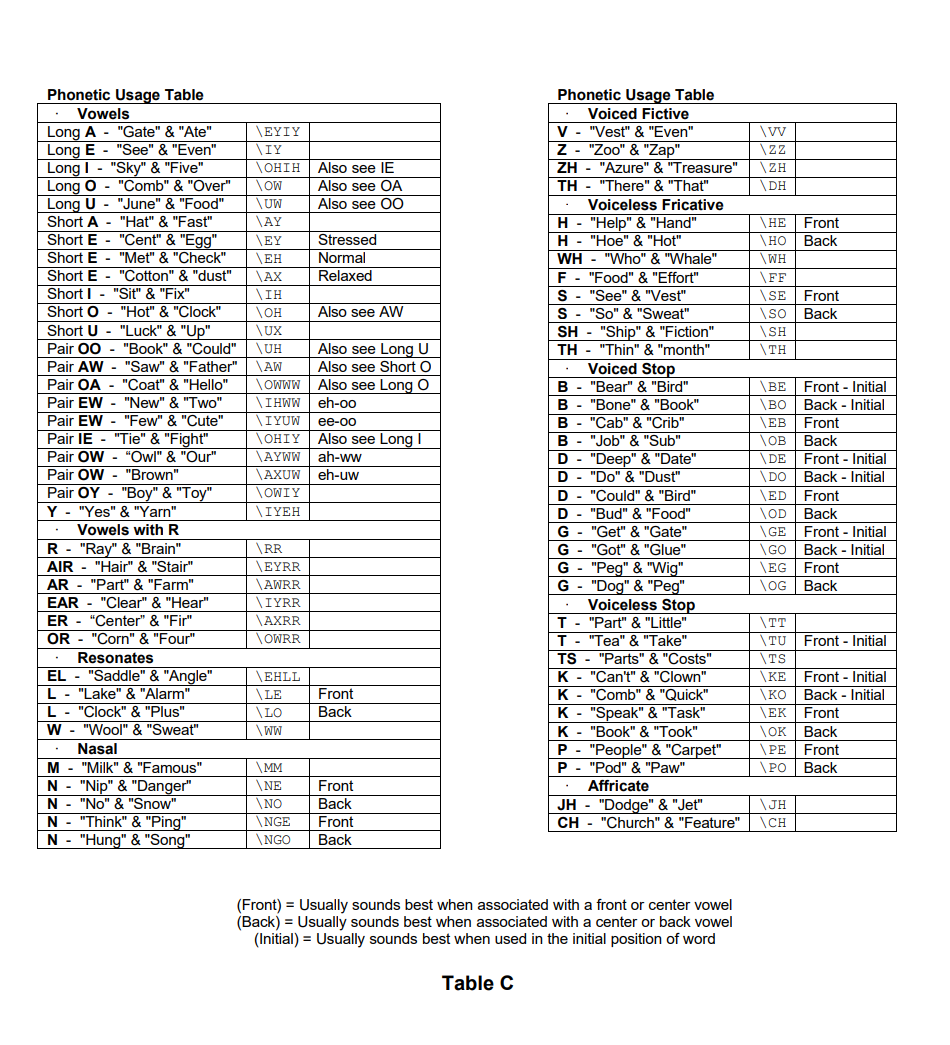 Phonetic Usage Table
· Vowels
Long A - "Gate" & "Ate" \EYIY
Long E - "See" & "Even" \IY
Long I - "Sky" & "Five" \OHIH Also see IE
Long O - "Comb" & "Over" \OW Also see OA
Long U - "June" & "Food" \UW Also see OO
Short A - "Hat" & "Fast" \AY
Short E - "Cent" & "Egg" \EY Stressed
Short E - "Met" & "Check" \EH Normal
Short E - "Cotton" & "dust" \AX Relaxed
Short I - "Sit" & "Fix" \IH
Short O - "Hot" & "Clock" \OH Also see AW
Short U - "Luck" & "Up" \UX
Pair OO - "Book" & "Could" \UH Also see Long U
Pair AW - "Saw" & "Father" \AW Also see Short O
Pair OA - "Coat" & "Hello" \OWWW Also see Long O
Pair EW - "New" & "Two" \IHWW eh-oo
Pair EW - "Few" & "Cute" \IYUW ee-oo
Pair IE - "Tie" & "Fight" \OHIY Also see Long I
Pair OW - “Owl" & "Our" \AYWW ah-ww
Pair OW - "Brown" \AXUW eh-uw
Pair OY - "Boy" & "Toy" \OWIY
Y - "Yes" & "Yarn" \IYEH
· Vowels with R
R - "Ray" & "Brain" \RR
AIR - "Hair" & "Stair" \EYRR
AR - "Part" & "Farm" \AWRR
EAR - "Clear" & "Hear" \IYRR
ER - “Center” & "Fir" \AXRR
OR - "Corn" & "Four" \OWRR
· Resonates
EL - "Saddle" & "Angle" \EHLL
L - "Lake" & "Alarm" \LE Front
L - "Clock" & "Plus" \LO Back
W - "Wool" & "Sweat" \WW
· Nasal
M - "Milk" & "Famous" \MM
N - "Nip" & "Danger" \NE Front
N - "No" & "Snow" \NO Back
N - "Think" & "Ping" \NGE Front
N - "Hung" & "Song" \NGO Back
Phonetic Usage Table
· Voiced Fictive
V - "Vest" & "Even" \VV
Z - "Zoo" & "Zap" \ZZ
ZH - "Azure" & "Treasure" \ZH
TH - "There" & "That" \DH
· Voiceless Fricative
H - "Help" & "Hand" \HE Front
H - "Hoe" & "Hot" \HO Back
WH - "Who" & "Whale" \WH
F - "Food" & "Effort" \FF
S - "See" & "Vest" \SE Front
S - "So" & "Sweat" \SO Back
SH - "Ship" & "Fiction" \SH
TH - "Thin" & "month" \TH
· Voiced Stop
B - "Bear" & "Bird" \BE Front - Initial
B - "Bone" & "Book" \BO Back - Initial
B - "Cab" & "Crib" \EB Front
B - "Job" & "Sub" \OB Back
D - "Deep" & "Date" \DE Front - Initial
D - "Do" & "Dust" \DO Back - Initial
D - "Could" & "Bird" \ED Front
D - "Bud" & "Food" \OD Back
G - "Get" & "Gate" \GE Front - Initial
G - "Got" & "Glue" \GO Back - Initial
G - "Peg" & "Wig" \EG Front
G - "Dog" & "Peg" \OG Back
· Voiceless Stop
T - "Part" & "Little" \TT
T - "Tea" & "Take" \TU Front - Initial
TS - "Parts" & "Costs" \TS
K - "Can't" & "Clown" \KE Front - Initial
K - "Comb" & "Quick" \KO Back - Initial
K - "Speak" & "Task" \EK Front
K - "Book" & "Took" \OK Back
P - "People" & "Carpet" \PE Front
P - "Pod" & "Paw" \PO Back
· Affricate
JH - "Dodge" & "Jet" \JH
CH - "Church" & "Feature" \CH
(Front) = Usually sounds best when associated with a front or center vowel
(Back) = Usually sounds best when associated with a center or back vowel
(Initial) = Usually sounds best when used in the initial position of word
Table C